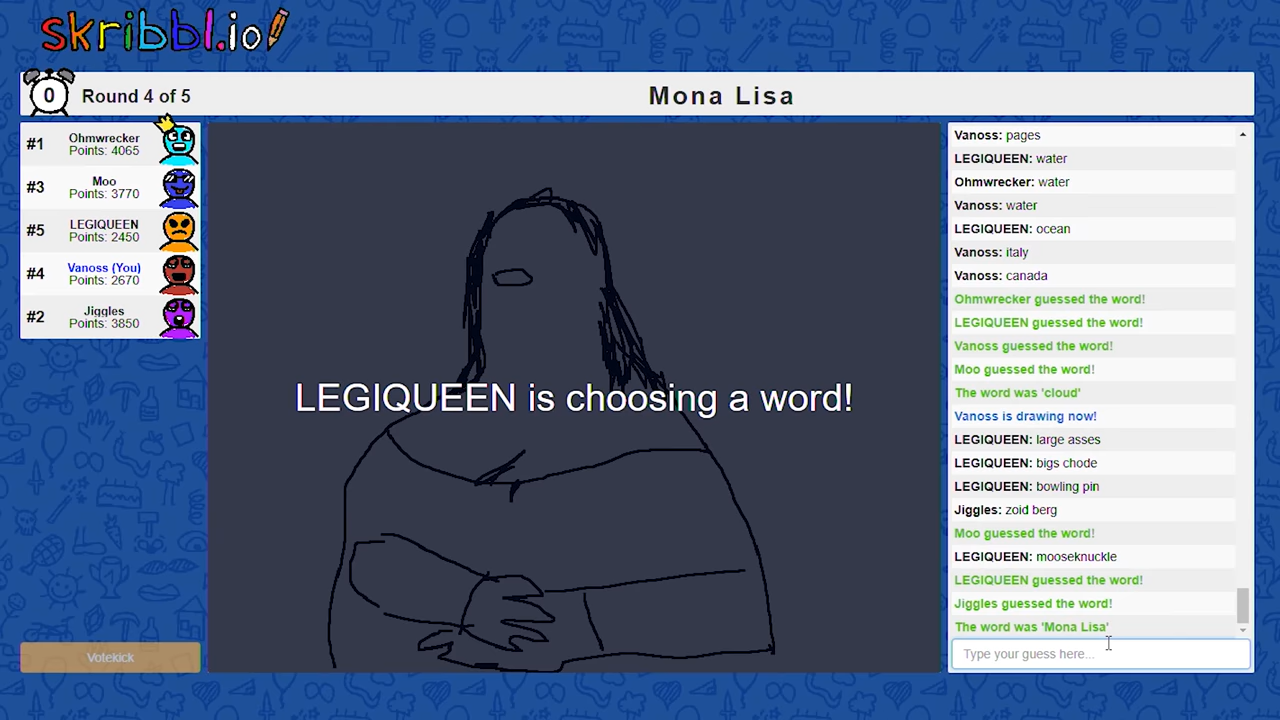 skribbl.io
0
Round 4 of 5
Mona Lisa
#1
Ohmwrecker
Points: 4065
#3
Moo
Points: 3770
#5
LEGIQUEEN
Points: 2450
#4
Vanoss (You)
Points: 2670
#2
Jiggles
Points: 3850
Votekick
LEGIQUEEN is choosing a word!
Vanoss: pages
LEGIQUEEN: water
Ohmwrecker: water
Vanoss: water
LEGIQUEEN: ocean
Vanoss: italy
Vanoss: canada
Ohmwrecker guessed the word!
LEGIQUEEN guessed the word!
Vanoss guessed the word!
Moo guessed the word!
The word was 'cloud'
Vanoss is drawing now!
LEGIQUEEN: large asses
LEGIQUEEN: bigs chode
LEGIQUEEN: bowling pin
Jiggles: zoid berg
Moo guessed the word!
LEGIQUEEN: mooseknuckle
LEGIQUEEN guessed the word!
Jiggles guessed the word!
The word was 'Mona Lisa'
Type your guess here...